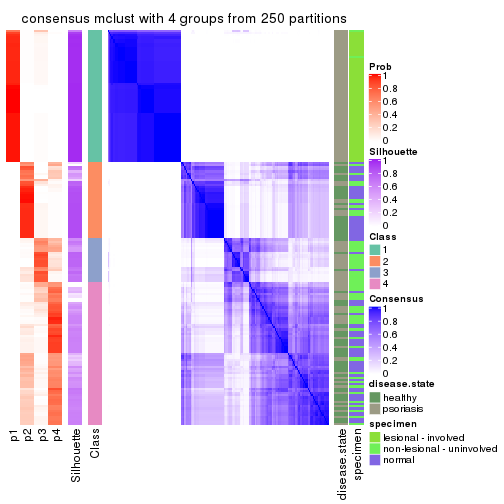 consensus mclust with 4 groups from 250 partitions
Prob
1
0.8
0.6
0.4
0.2
0
Silhouette
1
0.8
0.6
0.4
0.2
0
Class
1
2
3
4
Consensus
1
0.8
0.6
0.4
0.2
0
disease.state
healthy
psoriasis
specimen
lesional - involved
non-lesional - uninvolved
normal
p1
p2
p3
p4
Silhouette
Class
disease.state
specimen